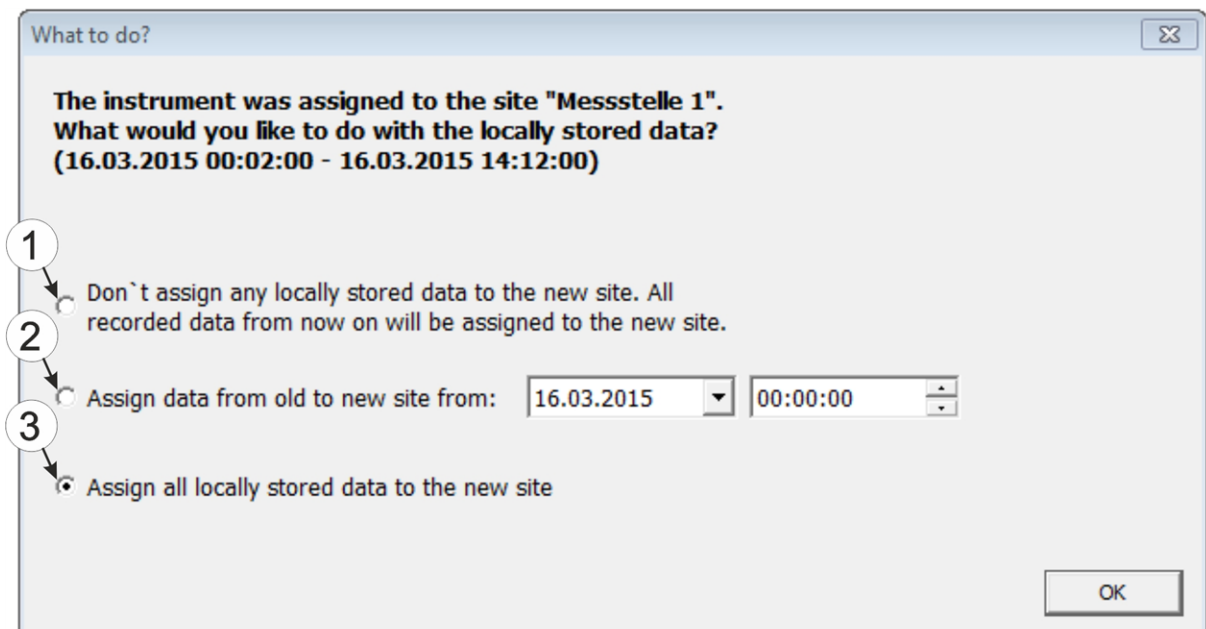 What to do?
The instrument was assigned to the site "Messstelle 1".
What would you like to do with the locally stored data?
(16.03.2015 00:02:00 - 16.03.2015 14:12:00)
1
Don`t assign any locally stored data to the new site. All
recorded data from now on will be assigned to the new site.
2
Assign data from old to new site from: 16.03.2015 00:00:00
3
Assign all locally stored data to the new site
OK